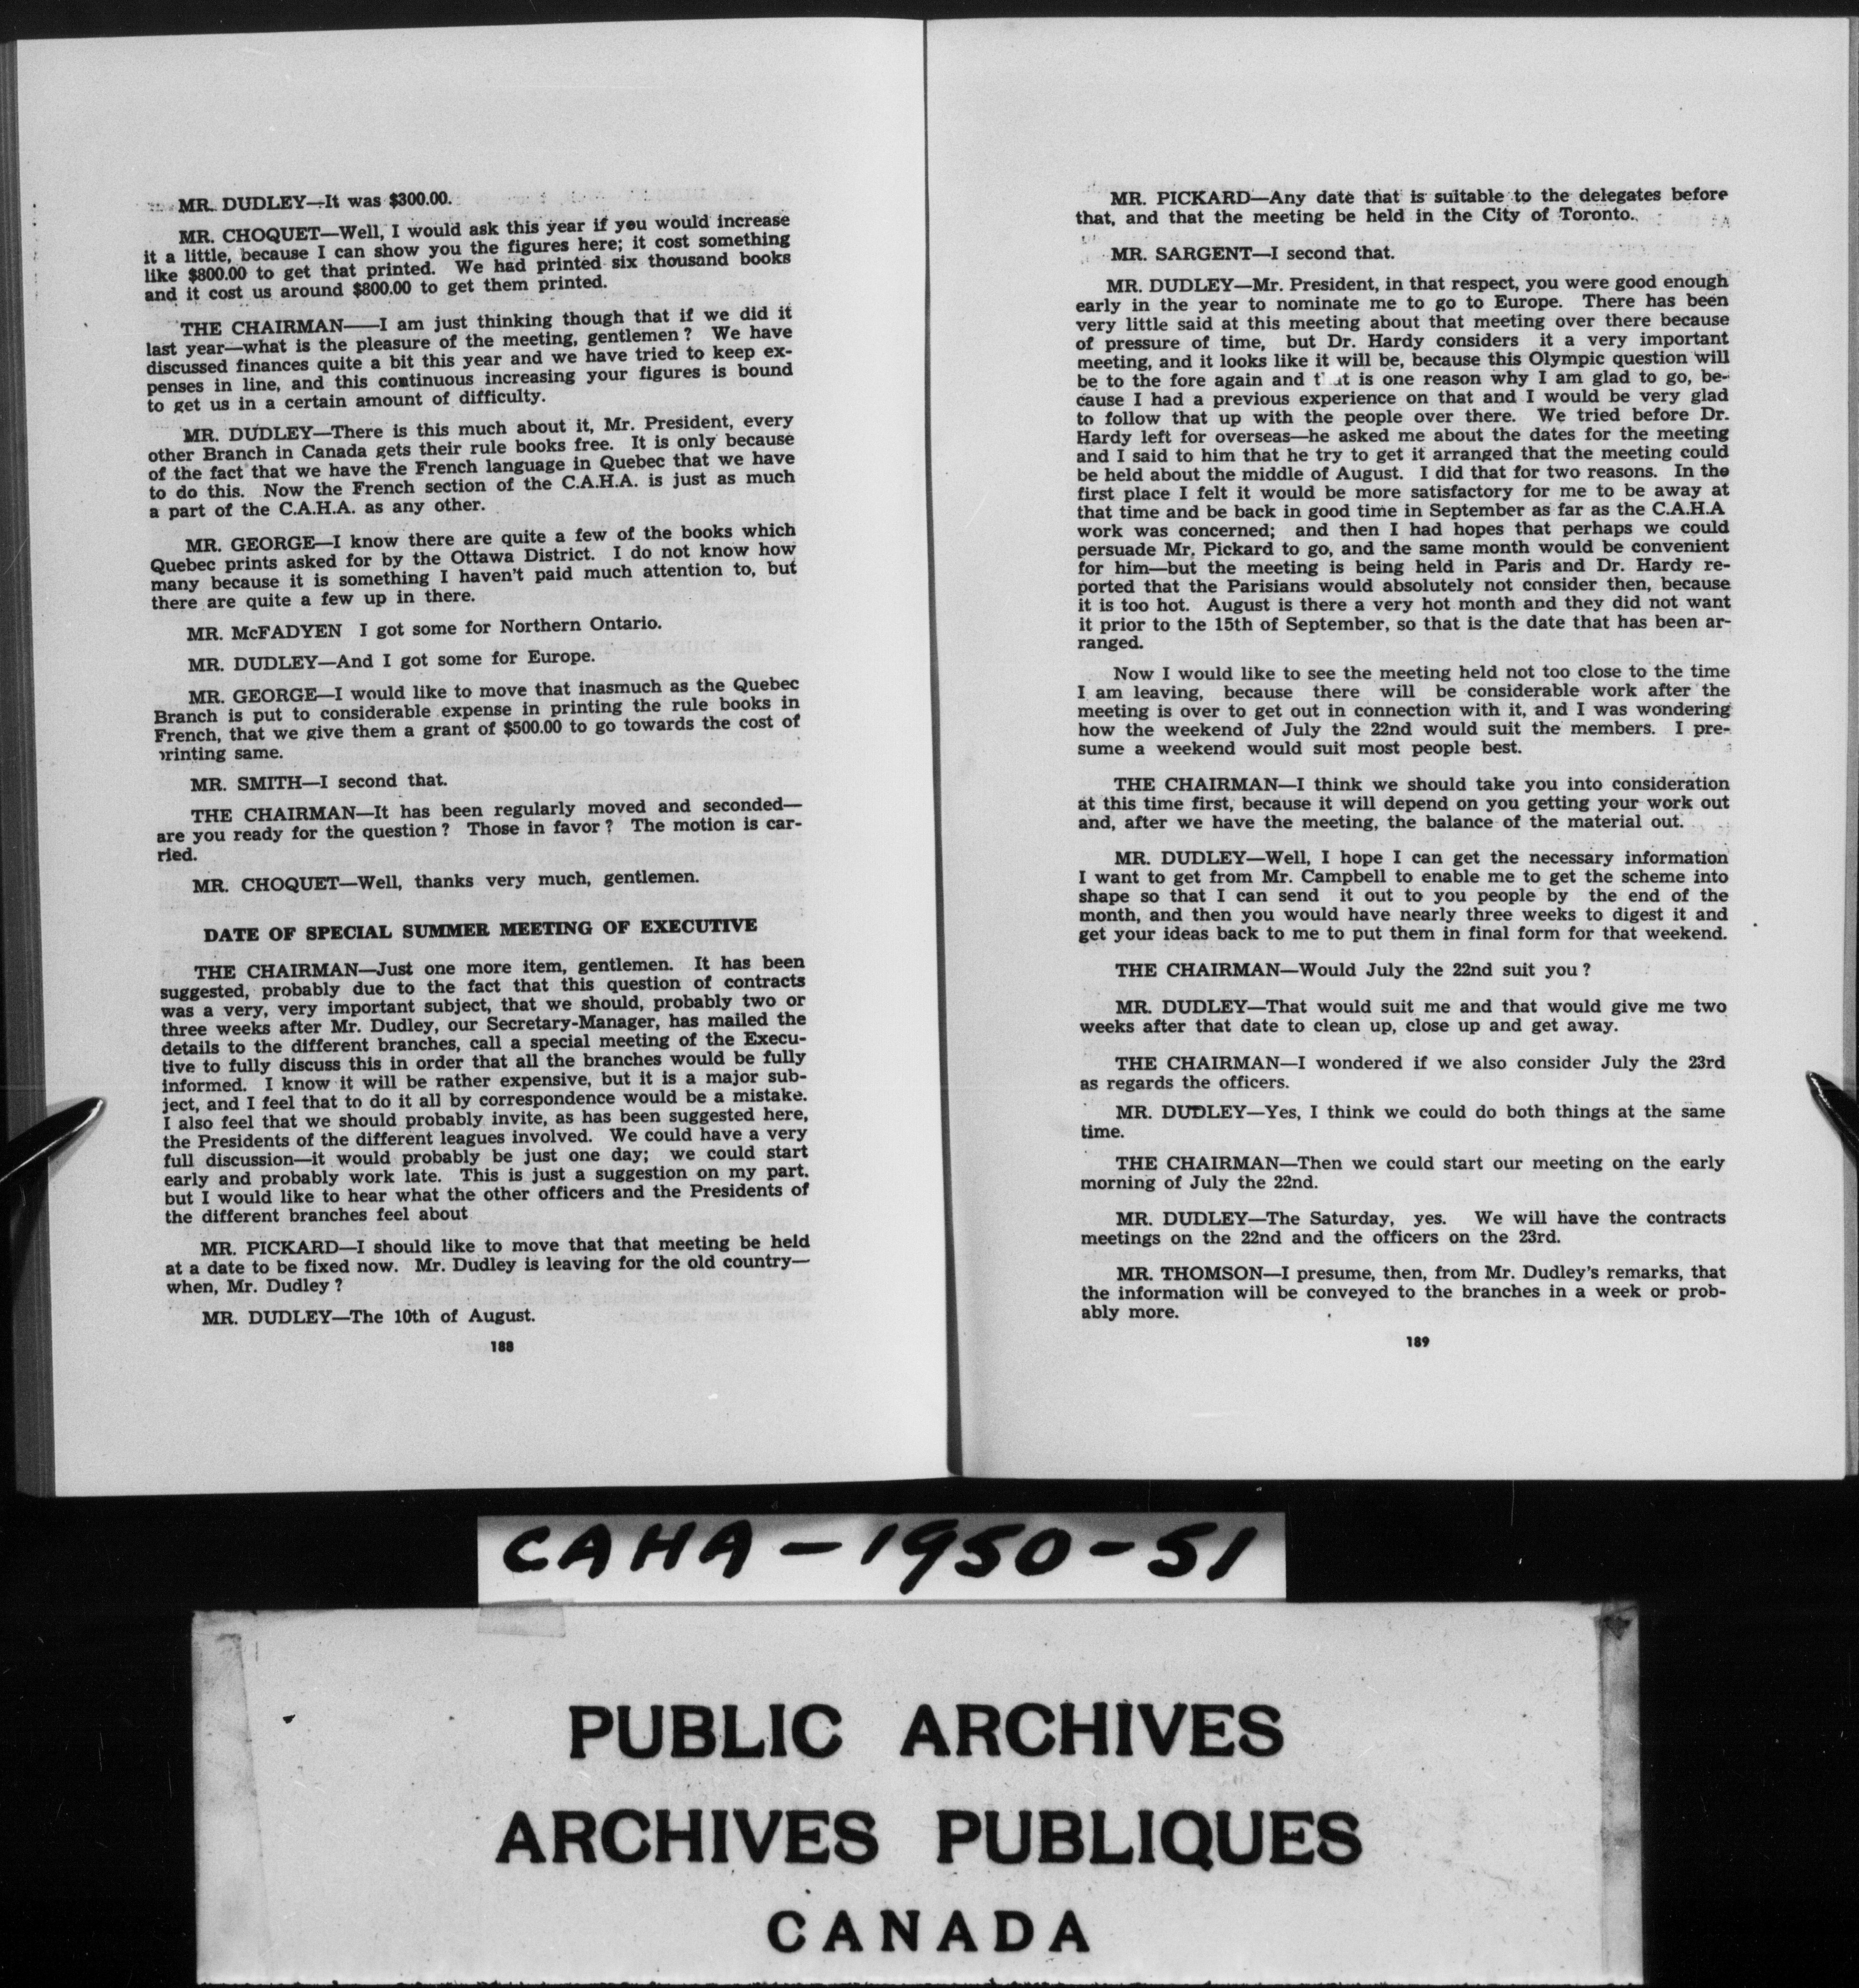 MR. DUDLEY—It was $300.00.
MR. CHOQUET—Well, I would ask this year if you would increase
it a little, because I can show you the figures here; it cost something
like $800.00 to get that printed. We had printed six thousand books
and it cost us around $800.00 to get them printed.
THE CHAIRMAN——I am just thinking though that if we did it
last year—what is the pleasure of the meeting, gentlemen? We have
discussed finances quite a bit this year and we have tried to keep ex-
penses in line, and this continuous increasing your figures is bound
to get us in a certain amount of difficulty.
MR. DUDLEY—There is this much about it, Mr. President, every
other Branch in Canada gets their rule books free. It is only because
of the fact that we have the French language in Quebec that we have
to do this. Now the French section of the C.A.H.A. is just as much
a part of the C.A.H.A. as any other.
MR. GEORGE—I know there are quite a few of the books which
Quebec prints asked for by the Ottawa District. I do not know how
many because it is something I haven't paid much attention to, but
there are quite a few up in there.
MR. McFADYEN I got some for Northern Ontario.
MR. DUDLEY—And I got some for Europe.
MR. GEORGE—I would like to move that inasmuch as the Quebec
Branch is put to considerable expense in printing the rule books in
French, that we give them a grant of $500.00 to go towards the cost of
printing same.
MR. SMITH—I second that.
THE CHAIRMAN—It has been regularly moved and seconded—
are you ready for the question? Those in favor? The motion is car-
ried.
MR. CHOQUET—Well, thanks very much, gentlemen.
DATE OF SPECIAL SUMMER MEETING OF EXECUTIVE
THE CHAIRMAN—Just one more item, gentlemen. It has been
suggested, probably due to the fact that this question of contracts
was a very, very important subject, that we should, probably two or
three weeks after Mr. Dudley, our Secretary-Manager, has mailed the
details to the different branches, call a special meeting of the Execu-
tive to fully discuss this in order that all the branches would be fully
informed. I know it will be rather expensive, but it is a major sub-
ject, and I feel that to do it all by correspondence would be a mistake.
I also feel that we should probably invite, as has been suggested here,
the Presidents of the different leagues involved. We could have a very
full discussion—it would probably be just one day; we could start
early and probably work late. This is just a suggestion on my part.
but I would like to hear what the other officers and the Presidents of
the different branches feel about
MR. PICKARD—I should like to move that that meeting be held
at a date to be fixed now. Mr. Dudley is leaving for the old country—
when, Mr. Dudley?
MR. DUDLEY—The 10th of August.
188
MR. PICKARD—Any date that is suitable to the delegates before
that, and that the meeting be held in the City of Toronto.
MR. SARGENT—I second that.
MR. DUDLEY—Mr. President, in that respect, you were good enough
early in the year to nominate me to go to Europe. There has been
very little said at this meeting about that meeting over there because
of pressure of time, but Dr. Hardy considers it a very important
meeting, and it looks like it will be, because this Olympic question will
be to the fore again and that is one reason why I am glad to go, be-
cause I had a previous experience on that and I would be very glad
to follow that up with the people over there. We tried before Dr.
Hardy left for overseas—he asked me about the dates for the meeting
and I said to him that he try to get it arranged that the meeting could
be held about the middle of August. I did that for two reasons. In the
first place I felt it would be more satisfactory for me to be away at
that time and be back in good time in September as far as the C.A.H.A
work was concerned; and then I had hopes that perhaps we could
persuade Mr. Pickard to go, and the same month would be convenient
for him—but the meeting is being held in Paris and Dr. Hardy re-
ported that the Parisians would absolutely not consider then, because
it is too hot. August is there a very hot month and they did not want
it prior to the 15th of September, so that is the date that has been ar-
ranged.
Now I would like to see the meeting held not too close to the time
I am leaving, because there will be considerable work after the
meeting is over to get out in connection with it, and I was wondering
how the weekend of July the 22nd would suit the members. I pre-
sume a weekend would suit most people best.
THE CHAIRMAN—I think we should take you into consideration
at this time first, because it will depend on you getting your work out
and, after we have the meeting, the balance of the material out.
MR. DUDLEY—Well, I hope I can get the necessary information
I want to get from Mr. Campbell to enable me to get the scheme into
shape so that I can send it out to you people by the end of the
month, and then you would have nearly three weeks to digest it and
get your ideas back to me to put them in final form for that weekend.
THE CHAIRMAN—Would July the 22nd suit you?
MR. DUDLEY—That would suit me and that would give me two
weeks after that date to clean up, close up and get away.
THE CHAIRMAN—I wondered if we also consider July the 23rd
as regards the officers.
MR. DUDLEY—Yes, I think we could do both things at the same
time.
THE CHAIRMAN—Then we could start our meeting on the early
morning of July the 22nd.
MR. DUDLEY—The Saturday, yes. We will have the contracts
meetings on the 22nd and the officers on the 23rd.
MR. THOMSON—I presume, then, from Mr. Dudley's remarks, that
the information will be conveyed to the branches in a week or prob-
ably more.
189
CAHA-1950-51
PUBLIC ARCHIVES
ARCHIVES PUBLIQUES
CANADA